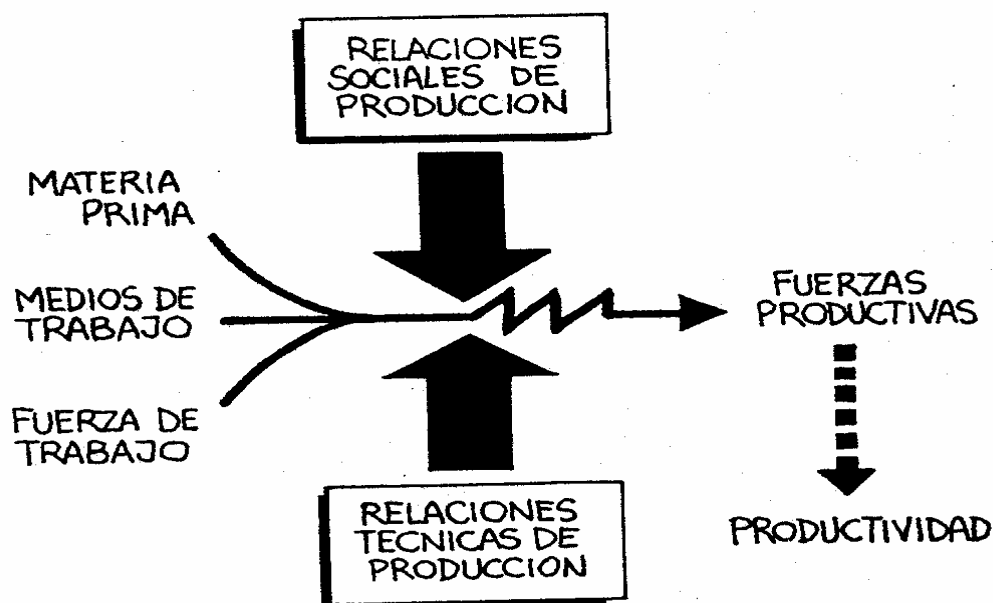 RELACIONES
SOCIALES DE
PRODUCCION
MATERIA
PRIMA
MEDIOS DE
TRABAJO
FUERZA DE
TRABAJO
FUERZAS
PRODUCTIVAS
PRODUCTIVIDAD
RELACIONES
TECNICAS DE
PRODUCCION